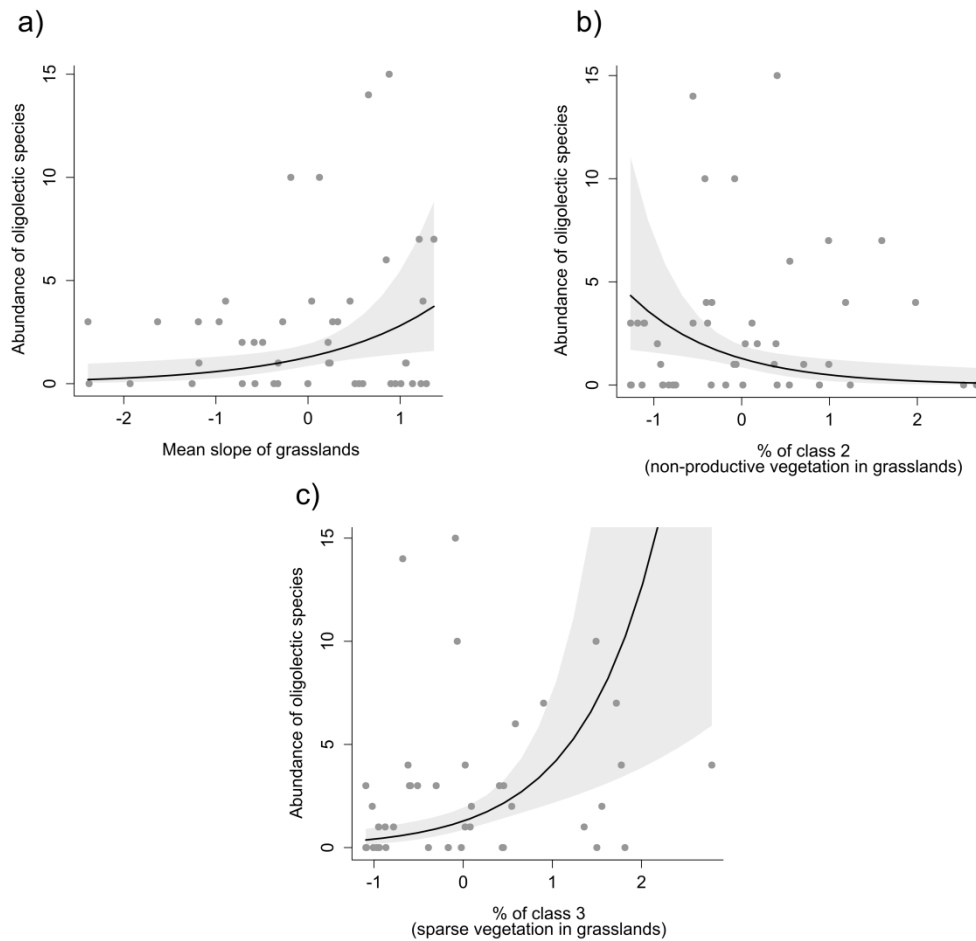 a)
Abundance of oligolectic species
15
10
5
0
-2
-1
0
1
Mean slope of grasslands
b)
Abundance of oligolectic species
15
10
5
0
-1
0
1
2
% of class 2
(non-productive vegetation in grasslands)
c)
Abundance of oligolectic species
15
10
5
0
-1
0
1
2
% of class 3
(sparse vegetation in grasslands)